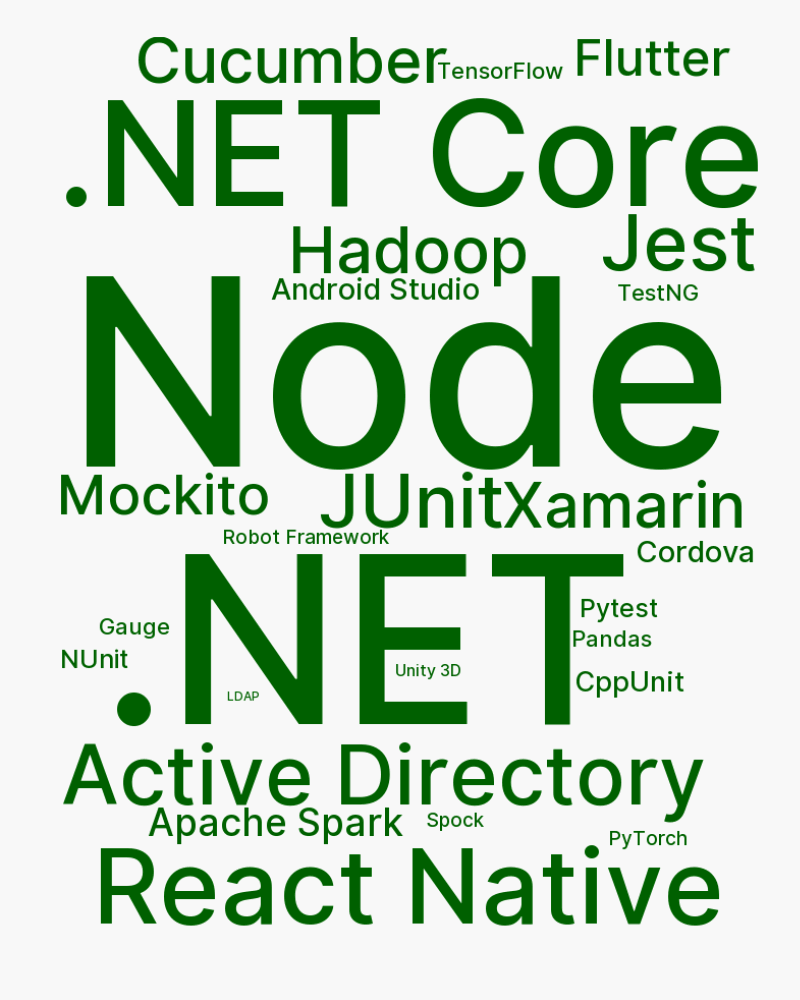 Cucumber
TensorFlow
Flutter
.NET Core
Hadoop
Jest
Android Studio
TestNG
Node
Mockito
JUnit
Xamarin
Robot Framework
Cordova
.NET
Pytest
Gauge
Pandas
NUnit
Unity 3D
CppUnit
LDAP
Active Directory
Apache Spark
Spock
PyTorch
React Native